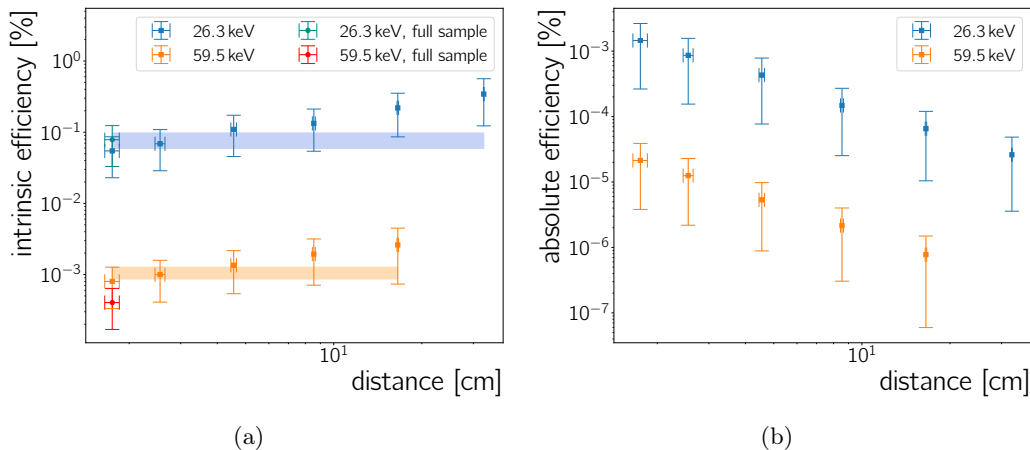 intrinsic efficiency [%]
26.3 keV
59.5 keV
26.3 keV, full sample
59.5 keV, full sample
10⁰
10⁻¹
10⁻²
10⁻³
10¹
distance [cm]
(a)
absolute efficiency [%]
26.3 keV
59.5 keV
10⁻³
10⁻⁴
10⁻⁵
10⁻⁶
10⁻⁷
10¹
distance [cm]
(b)